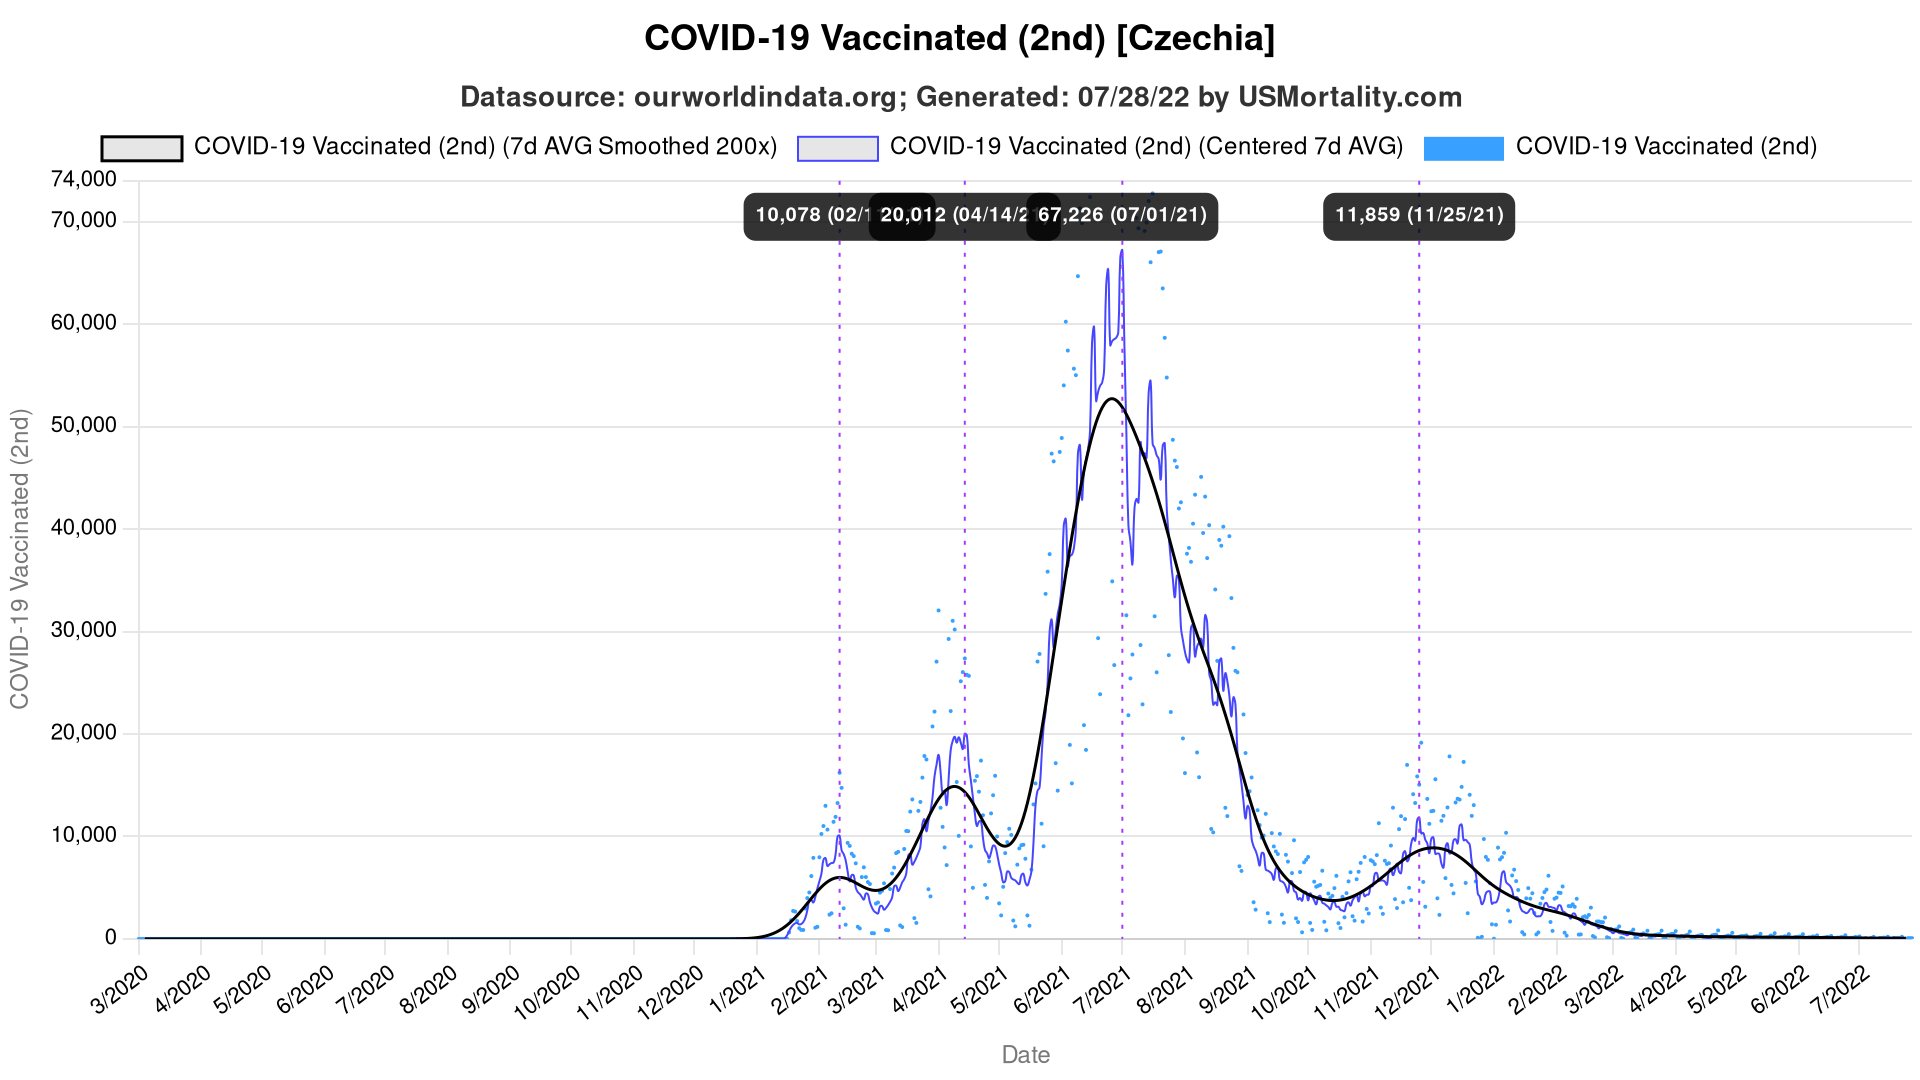 COVID-19 Vaccinated (2nd) [Czechia]
Datasource: ourworldindata.org; Generated: 07/28/22 by USMortality.com
COVID-19 Vaccinated (2nd) (7d AVG Smoothed 200x) COVID-19 Vaccinated (2nd) (Centered 7d AVG) COVID-19 Vaccinated (2nd)
74,000
70,000
60,000
50,000
40,000
30,000
20,000
10,000
0
COVID-19 Vaccinated (2nd)
10,078 (02/ 20,012 (04/14/2 67,226 (07/01/21) 11,859 (11/25/21)
3/2020 4/2020 5/2020 6/2020 7/2020 8/2020 9/2020 10/2020 11/2020 12/2020 1/2021 2/2021 3/2021 4/2021 5/2021 6/2021 7/2021 8/2021 9/2021 10/2021 11/2021 12/2021 1/2022 2/2022 3/2022 4/2022 5/2022 6/2022 7/2022
Date